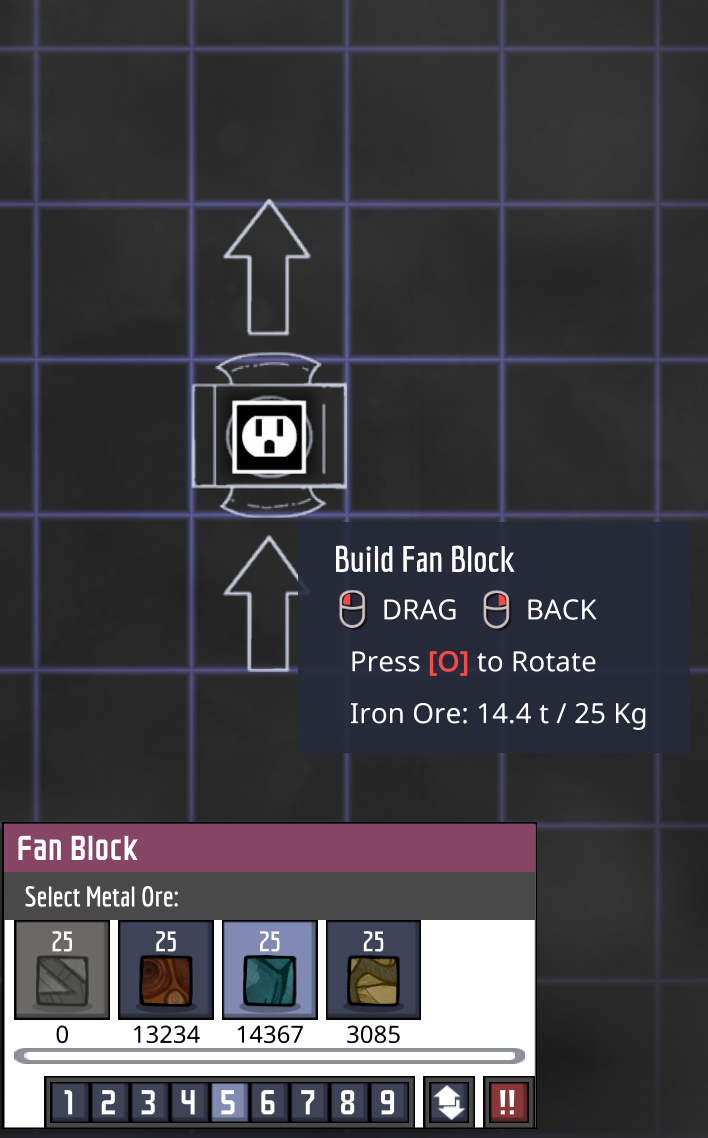 Build Fan Block
DRAG BACK
Press [O] to Rotate
Iron Ore: 14.4 t / 25 Kg
Fan Block
Select Metal Ore:
25 25 25 25
0 13234 14367 3085
1 2 3 4 5 6 7 8 9 !!